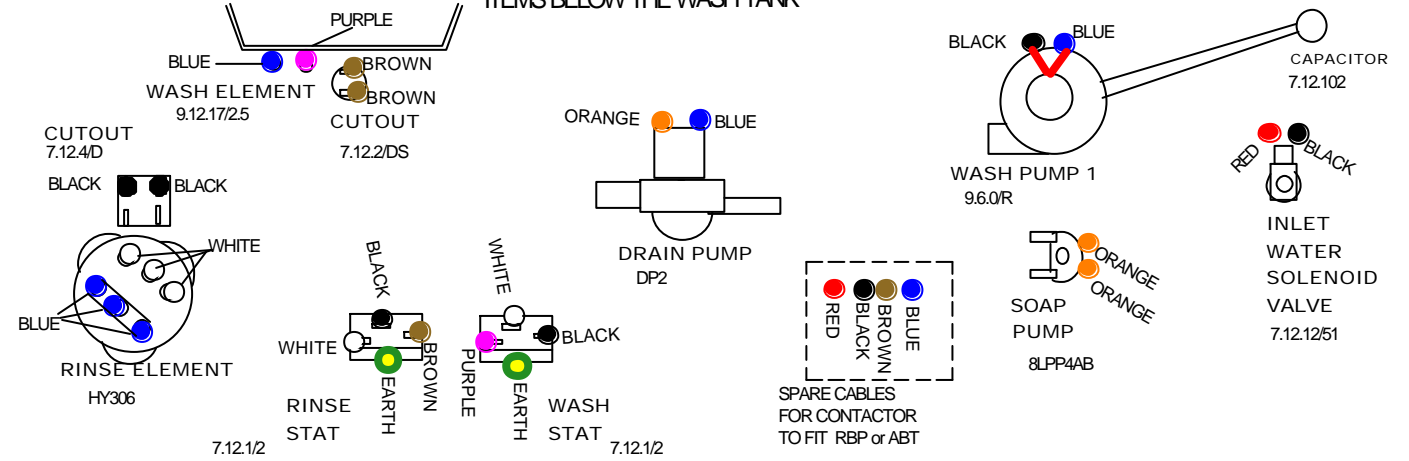 ITEMS BELOW THE WASH TANK
PURPLE
BLUE
BROWN
WASH ELEMENT
BROWN
9.12.17/2.5
CUTOUT
7.12.2/DS
CUTOUT
7.12.4/D
BLACK
BLACK
WHITE
BLUE
RINSE ELEMENT
HY306
BLACK
WHITE
BROWN
EARTH
RINSE
STAT
7.12.1/2
WHITE
BLACK
PURPLE
EARTH
WASH
STAT
7.12.1/2
ORANGE
BLUE
DRAIN PUMP
DP2
RED
BLACK
BROWN
BLUE
SPARE CABLES
FOR CONTACTOR
TO FIT RBP or ABT
BLACK
BLUE
CAPACITOR
7.12.102
WASH PUMP 1
9.6.0/R
ORANGE
ORANGE
SOAP
PUMP
8LPP4AB
RED
BLACK
INLET
WATER
SOLENOID
VALVE
7.12.12/51